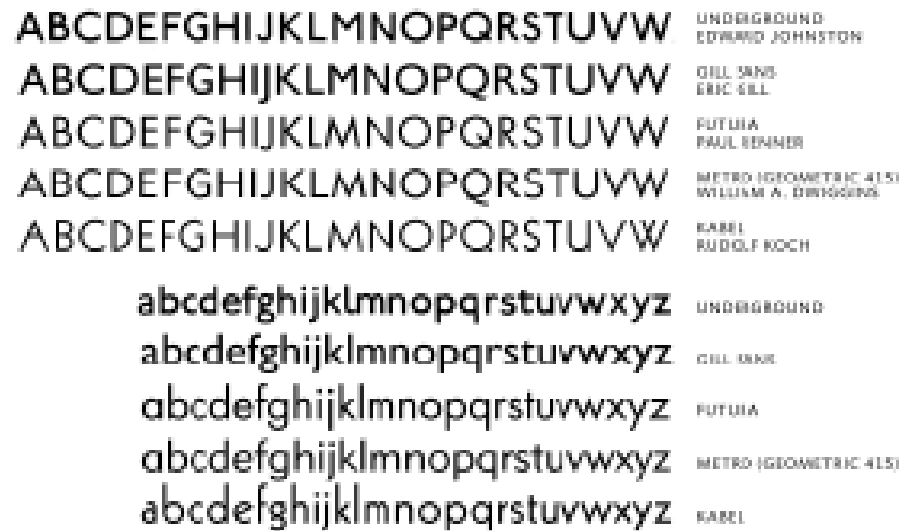 ABCDEFGHIJKLMNOPQRSTUVW UNDERGROUND
EDWARD JOHNSTON
ABCDEFGHIJKLMNOPQRSTUVW GILL SANS
ERIC GILL
ABCDEFGHIJKLMNOPQRSTUVW FUTURA
PAUL RENNER
ABCDEFGHIJKLMNOPQRSTUVW METRO (GEOMETRIC 415)
WILLIAM A. DWIGGINS
ABCDEFGHIJKLMNOPQRSTUVW KABEL
RUDOLF KOCH
abcdefghijklmnopqrstuvwxyz UNDERGROUND
abcdefghijklmnopqrstuvwxyz GILL SANS
abcdefghijklmnopqrstuvwxyz FUTURA
abcdefghijklmnopqrstuvwxyz METRO (GEOMETRIC 415)
abcdefghijklmnopqrstuvwxyz KABEL